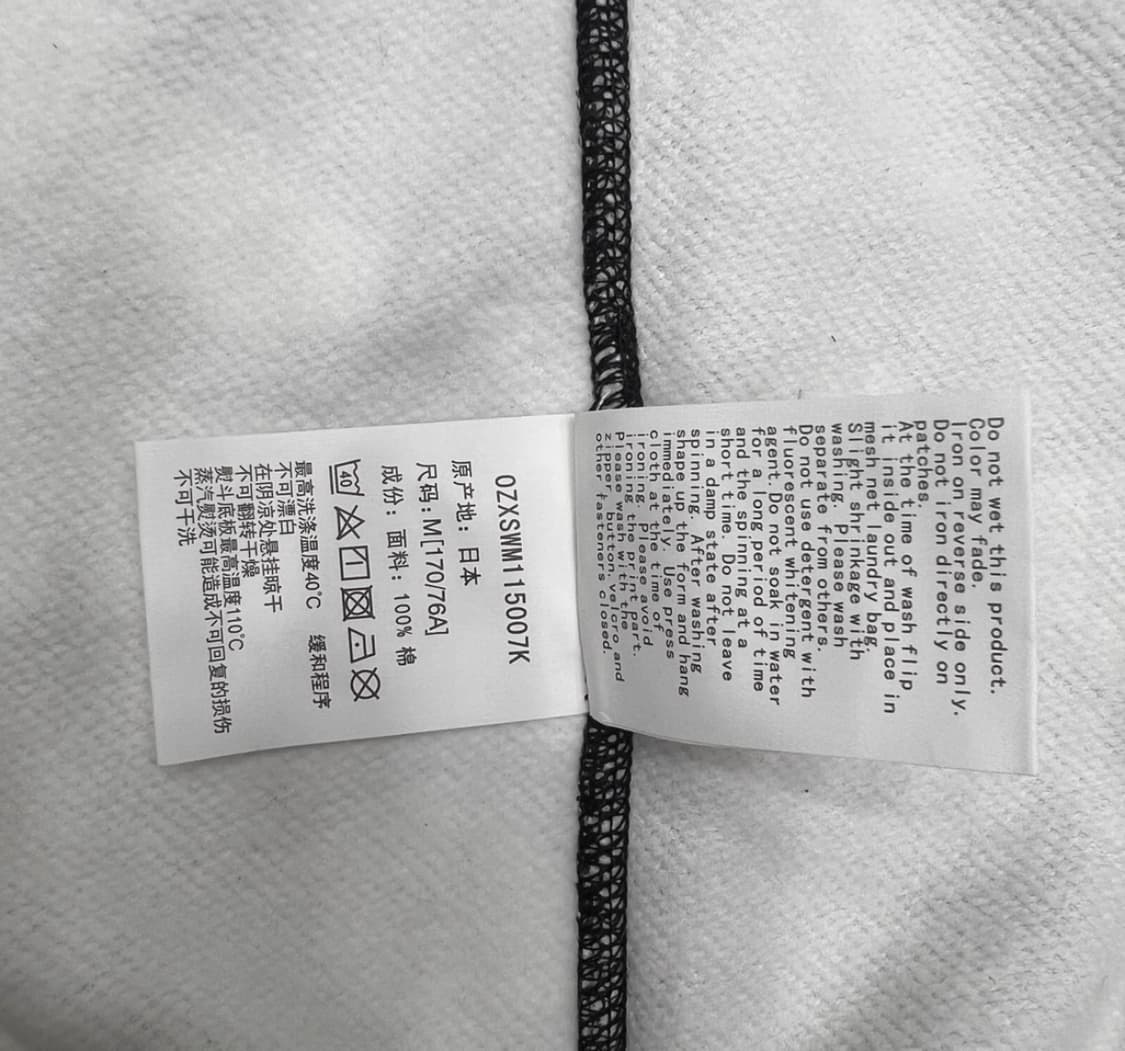 OZXSWM115007K
原产地: 日本
尺码: M[170/76A]
成份: 面料: 100% 棉
40
最高洗涤温度40℃ 缓和程序
不可漂白
在阴凉处悬挂晾干
不可翻转干燥
熨斗底板最高温度110℃
蒸汽熨烫可能造成不可回复的损伤
不可干洗
Do not wet this product.
Color may fade.
Iron on reverse side only.
Do not iron directly on
patches.
At the time of wash flip
it inside out and place in
mesh net laundry bag.
Slight shrinkage with
washing. Please wash
separate from others.
Do not use detergent with
fluorescent whitening
agent. Do not soak in water
for a long period of time
and the spinning at a
short time. Do not leave
in a damp state after
spinning. After washing
shape up the form and hang
immediately. Use press
cloth at the time of
ironing. Please avoid
ironing the print part.
Please wash with the
zipper, button, velcro and
other fasteners closed.